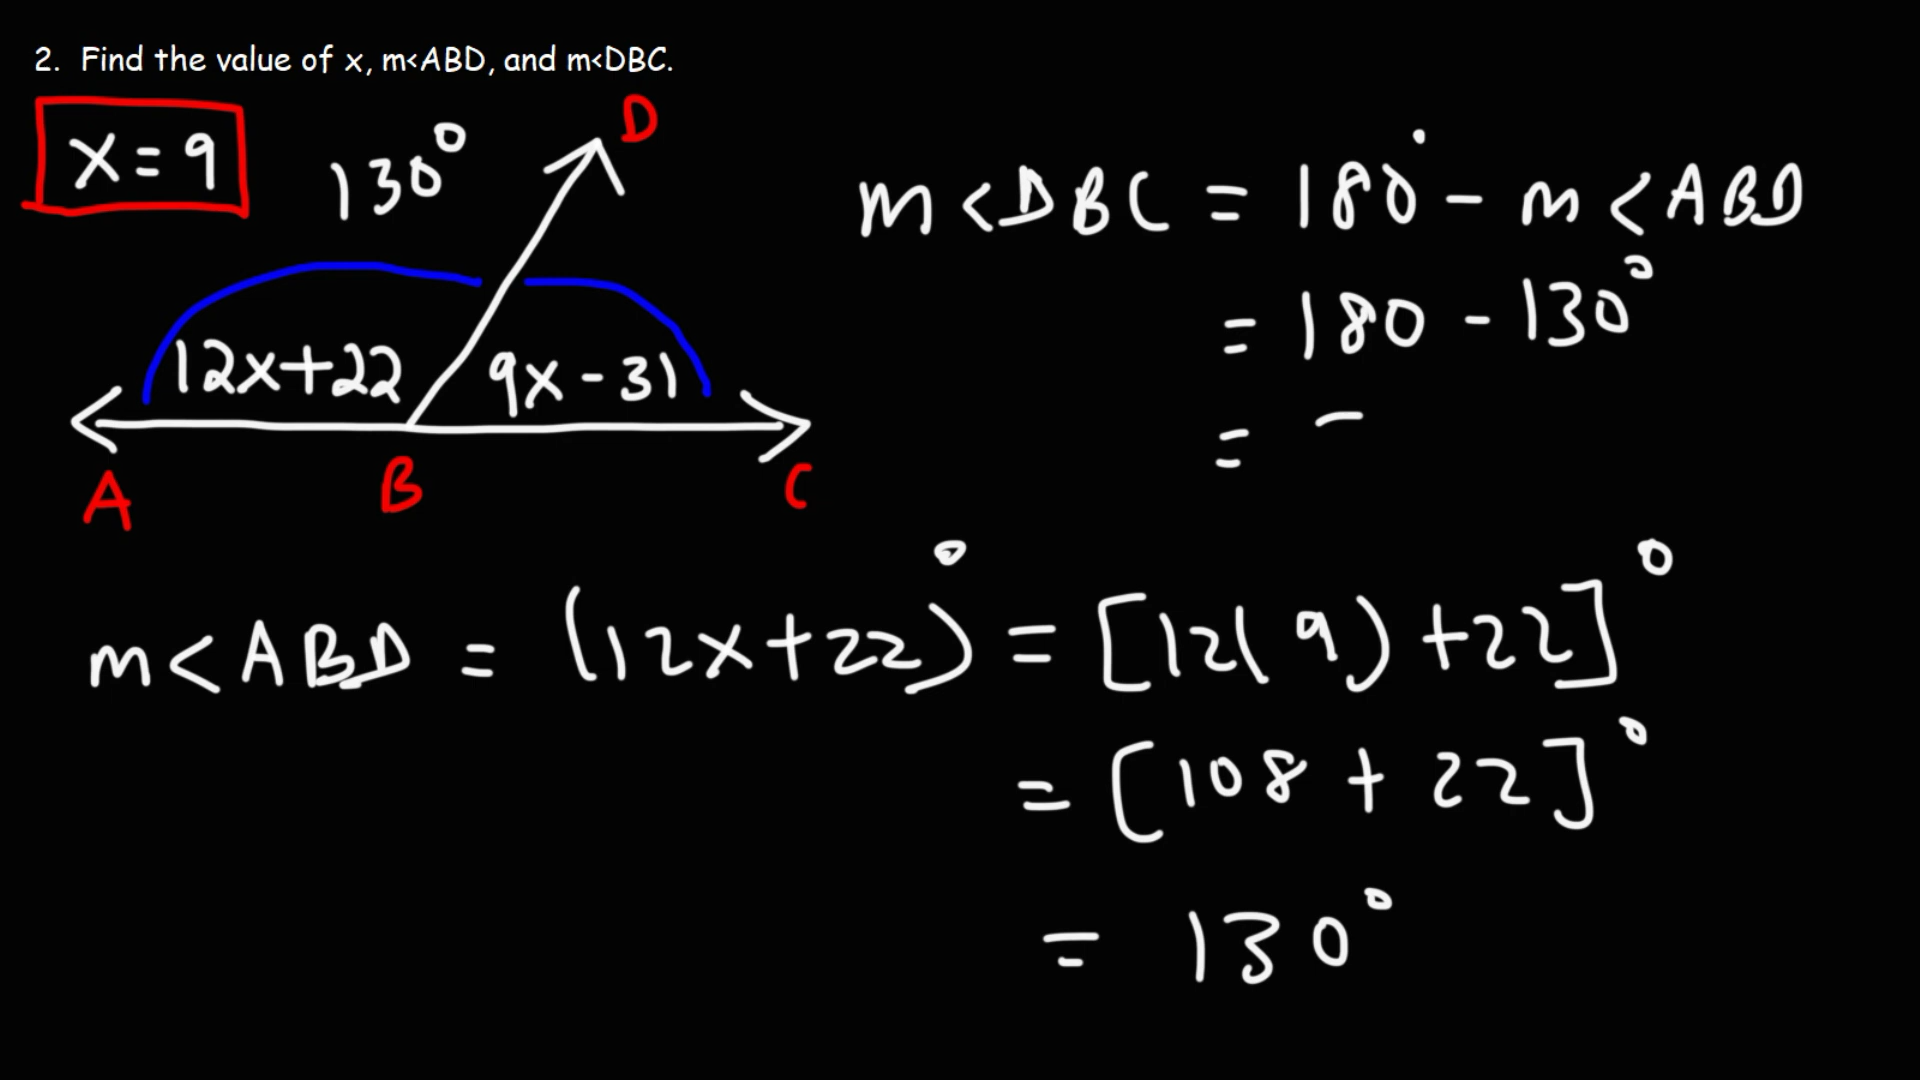 2. Find the value of x, m<ABD, and m<DBC.
x = 9
130°
D
12x+22
9x - 31
A
B
C
m<DBC = 180° - m<ABD
= 180 - 130°
=
m<ABD = (12x+22)° = [12(9)+22]°
= [108 + 22]°
= 130°